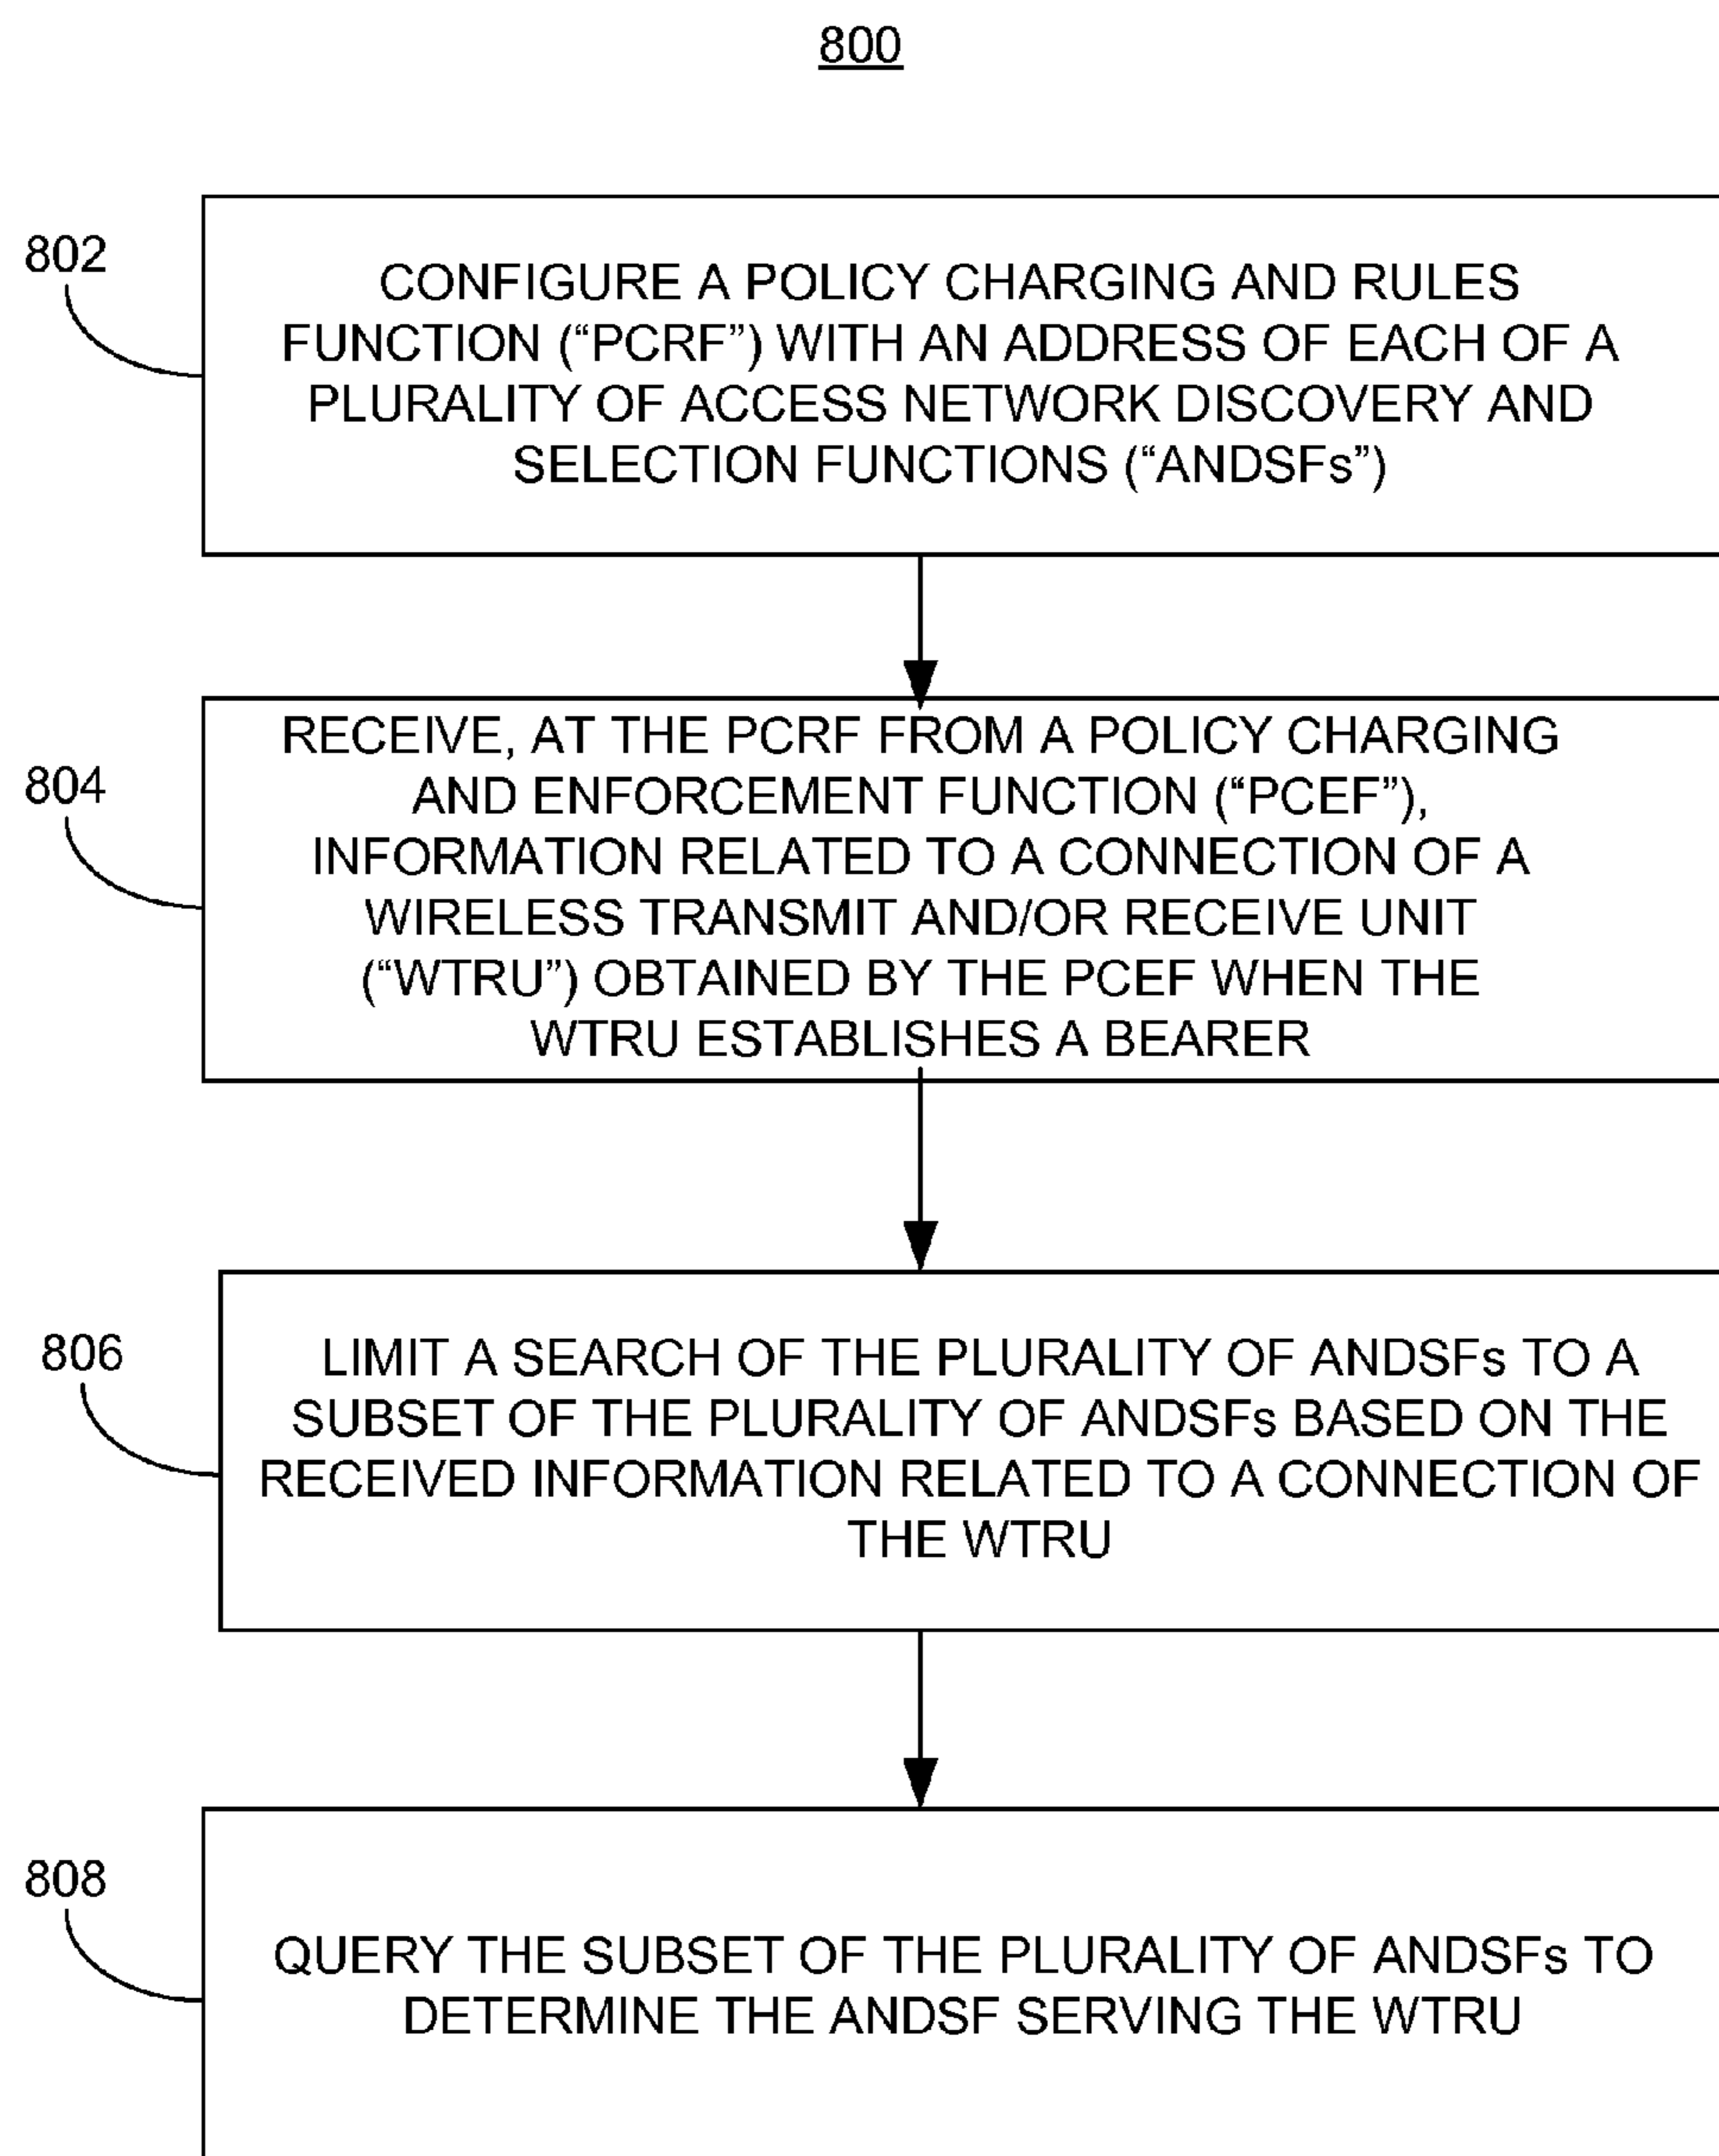 800
802
CONFIGURE A POLICY CHARGING AND RULES
FUNCTION (“PCRF”) WITH AN ADDRESS OF EACH OF A
PLURALITY OF ACCESS NETWORK DISCOVERY AND
SELECTION FUNCTIONS (“ANDSFs”)
804
RECEIVE, AT THE PCRF FROM A POLICY CHARGING
AND ENFORCEMENT FUNCTION (“PCEF”),
INFORMATION RELATED TO A CONNECTION OF A
WIRELESS TRANSMIT AND/OR RECEIVE UNIT
(“WTRU”) OBTAINED BY THE PCEF WHEN THE
WTRU ESTABLISHES A BEARER
806
LIMIT A SEARCH OF THE PLURALITY OF ANDSFs TO A
SUBSET OF THE PLURALITY OF ANDSFs BASED ON THE
RECEIVED INFORMATION RELATED TO A CONNECTION OF
THE WTRU
808
QUERY THE SUBSET OF THE PLURALITY OF ANDSFs TO
DETERMINE THE ANDSF SERVING THE WTRU